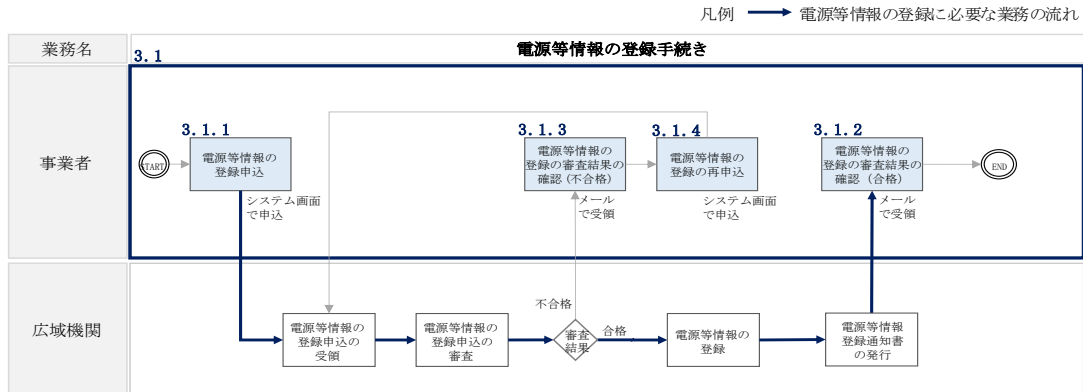 凡例 電源等情報の登録に必要な業務の流れ
業務名
電源等情報の登録手続き
3.1
事業者
START
3.1.1
電源等情報の
登録申込
システム画面
で申込
3.1.3
電源等情報の
登録の審査結果の
確認(不合格)
メール
で受領
3.1.4
電源等情報の
登録の再申込
システム画面
で申込
3.1.2
電源等情報の
登録の審査結果の
確認(合格)
メール
で受領
END
広域機関
電源等情報の
登録申込の
受領
電源等情報の
登録申込の
審査
不合格
審査
結果
合格
電源等情報の
登録
電源等情報
登録通知書
の発行